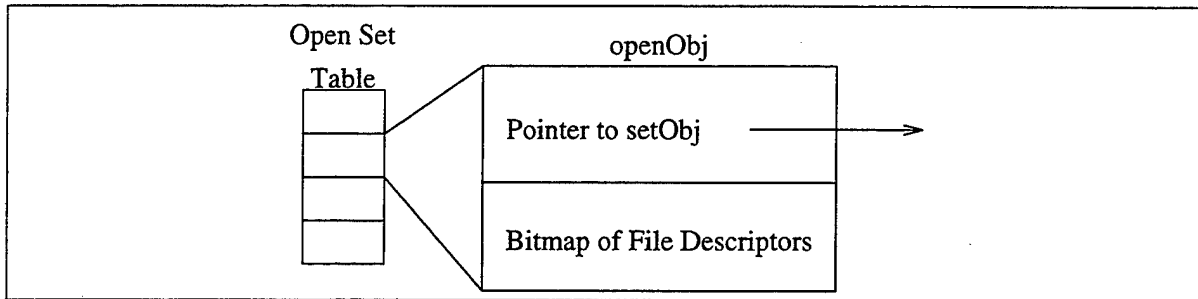 Open Set
Table
openObj
Pointer to setObj
Bitmap of File Descriptors